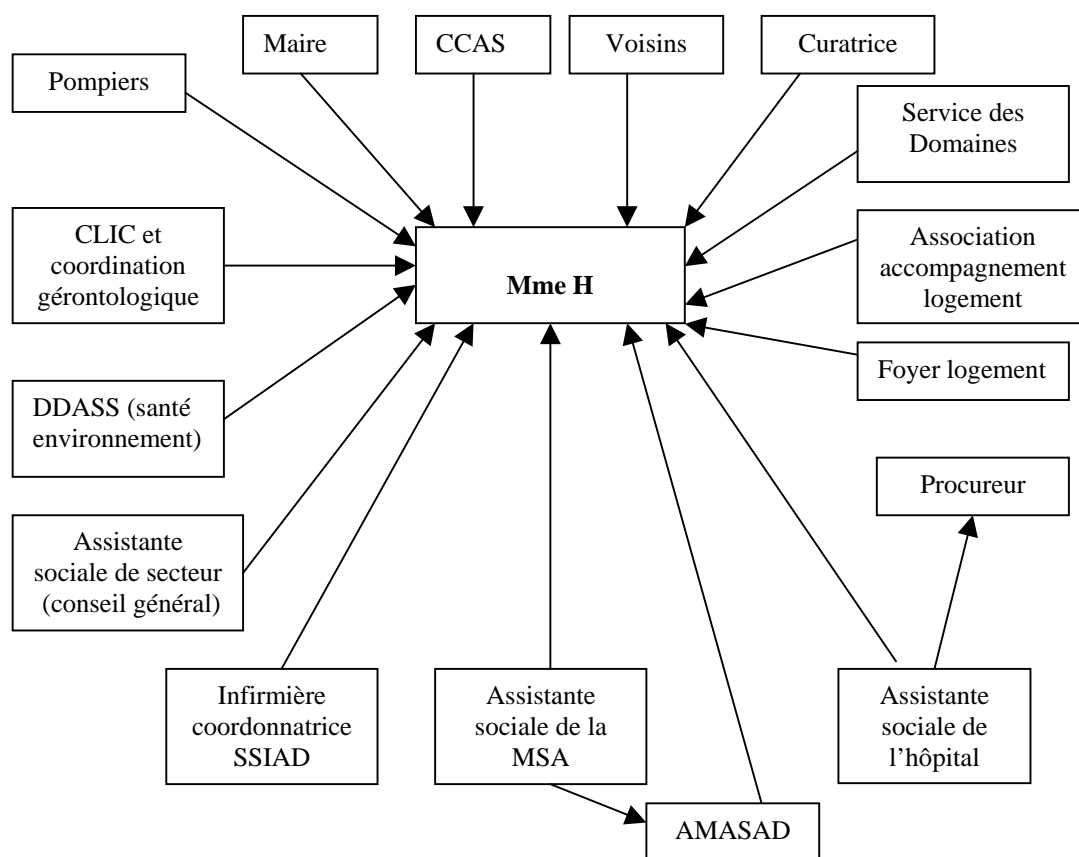 Maire
CCAS
Voisins
Curatrice
Pompiers
Service des
Domaines
CLIC et
coordination
gérontologique
Mme H
Association
accompagnement
logement
Foyer logement
DDASS (santé
environnement)
Procureur
Assistante
sociale de secteur
(conseil général)
Infirmière
coordonnatrice
SSIAD
Assistante
sociale de la
MSA
Assistante
sociale de
l’hôpital
AMASAD